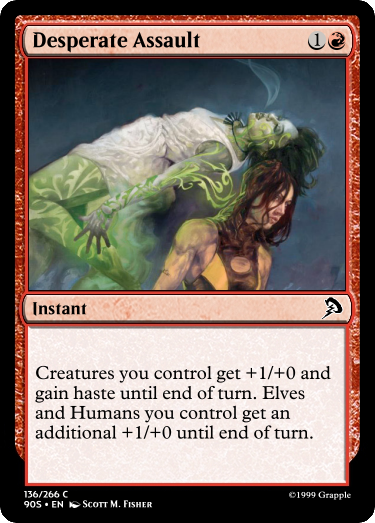 Desperate Assault 1
Instant
Creatures you control get +1/+0 and
gain haste until end of turn. Elves
and Humans you control get an
additional +1/+0 until end of turn.
136/266 C
90S • EN Scott M. Fisher
©1999 Grapple